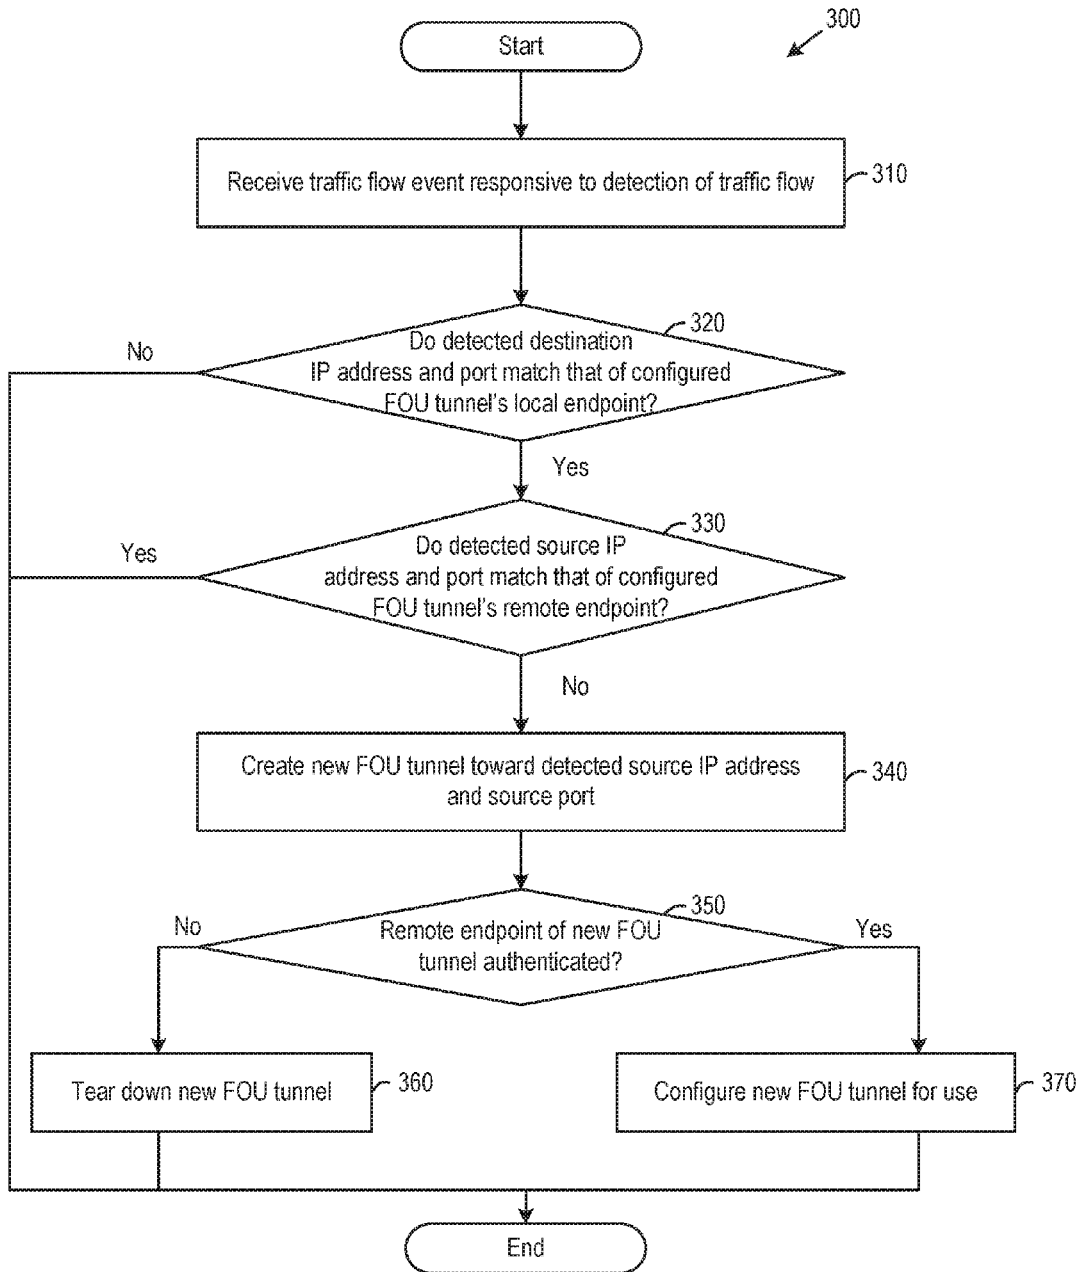 300
Start
Receive traffic flow event responsive to detection of traffic flow
310
320
Do detected destination
IP address and port match that of configured
FOU tunnel's local endpoint?
No
Yes
330
Do detected source IP
address and port match that of configured
FOU tunnel's remote endpoint?
Yes
No
Create new FOU tunnel toward detected source IP address
and source port
340
350
Remote endpoint of new FOU
tunnel authenticated?
No
Yes
Tear down new FOU tunnel
360
Configure new FOU tunnel for use
370
End